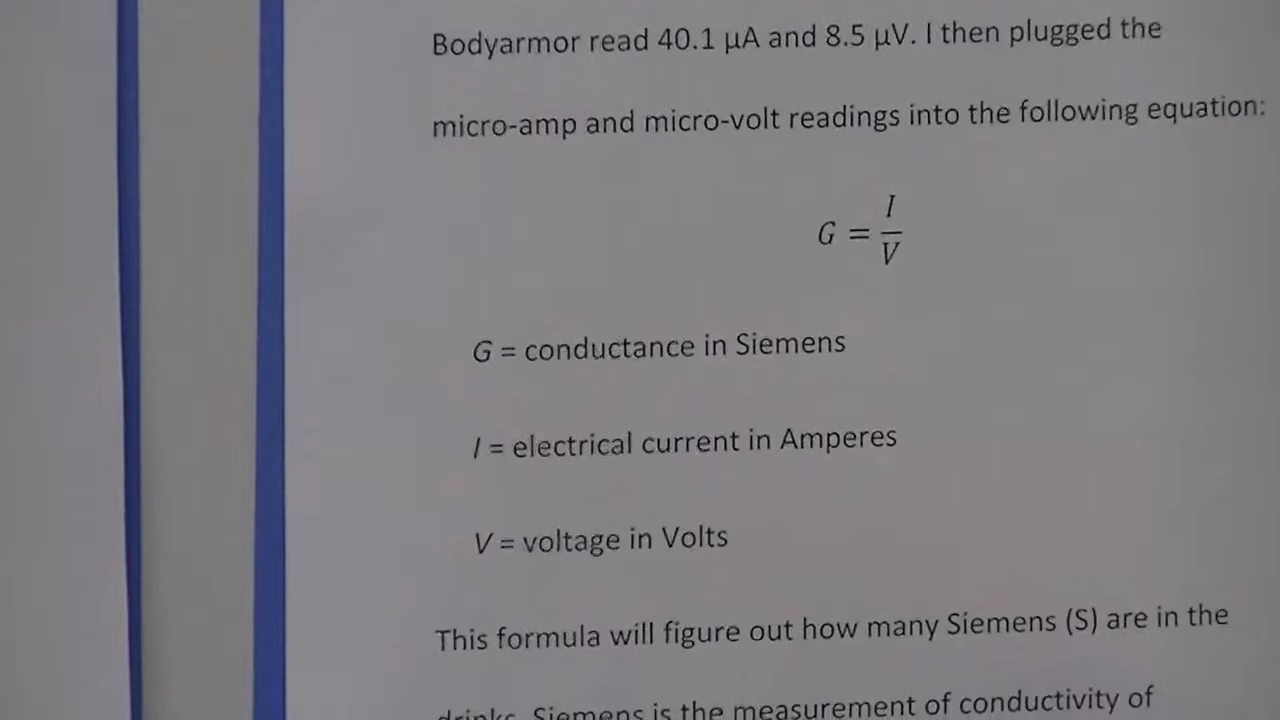 Bodyarmor read 40.1 µA and 8.5 µV. I then plugged the
micro-amp and micro-volt readings into the following equation:
G = I/V
G = conductance in Siemens
I = electrical current in Amperes
V = voltage in Volts
This formula will figure out how many Siemens (S) are in the
drinks. Siemens is the measurement of conductivity of